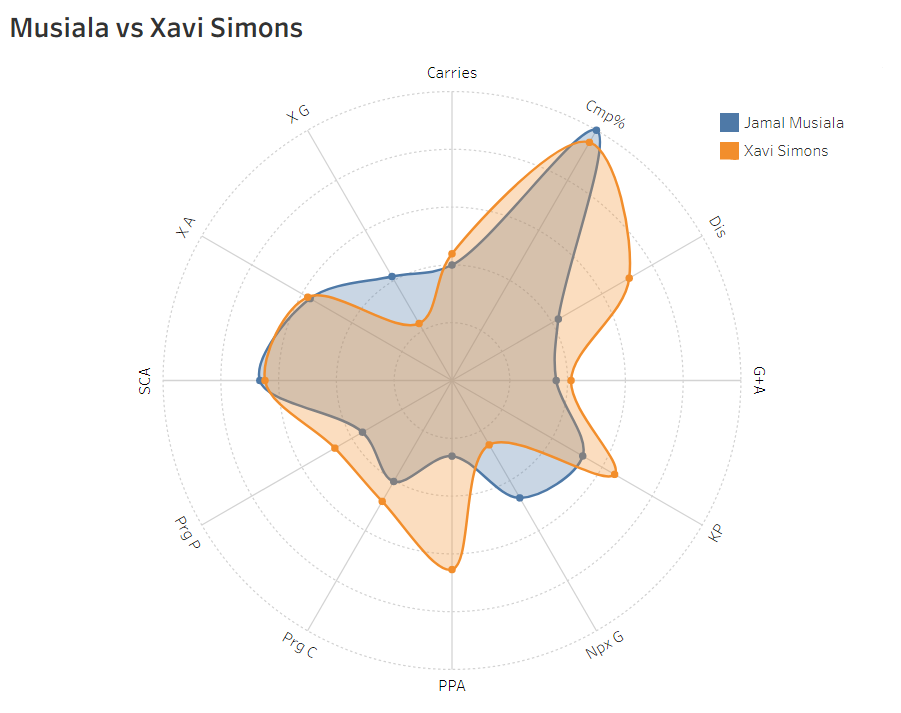 Musiala vs Xavi Simons
Carries
Cmp%
Dis
G+A
KP
Npx G
PPA
Prg C
Prg P
SCA
X A
X G
Jamal Musiala
Xavi Simons